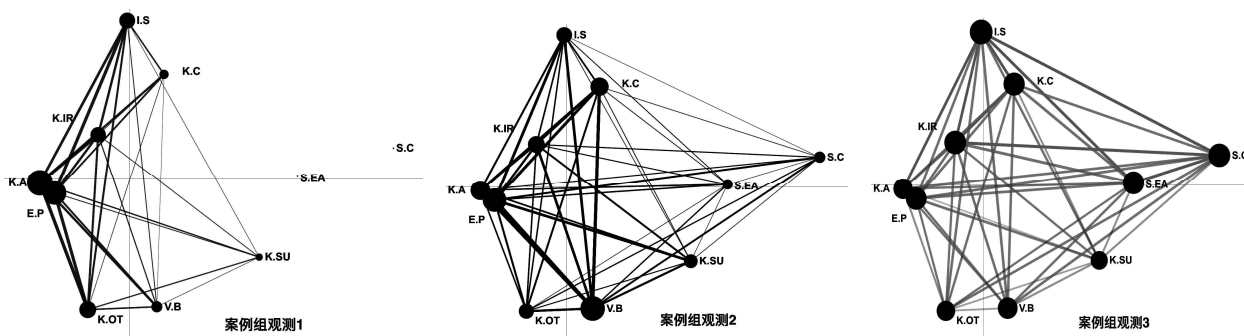 I.S
K.C
K.IR
S.C
K.A
S.EA
E.P
K.SU
V.B
K.OT
案例组观测1
I.S
K.C
K.IR
S.C
S.EA
K.A
E.P
K.SU
V.B
K.OT
案例组观测2
I.S
K.C
K.IR
S.C
S.EA
K.A
E.P
K.SU
V.B
K.OT
案例组观测3